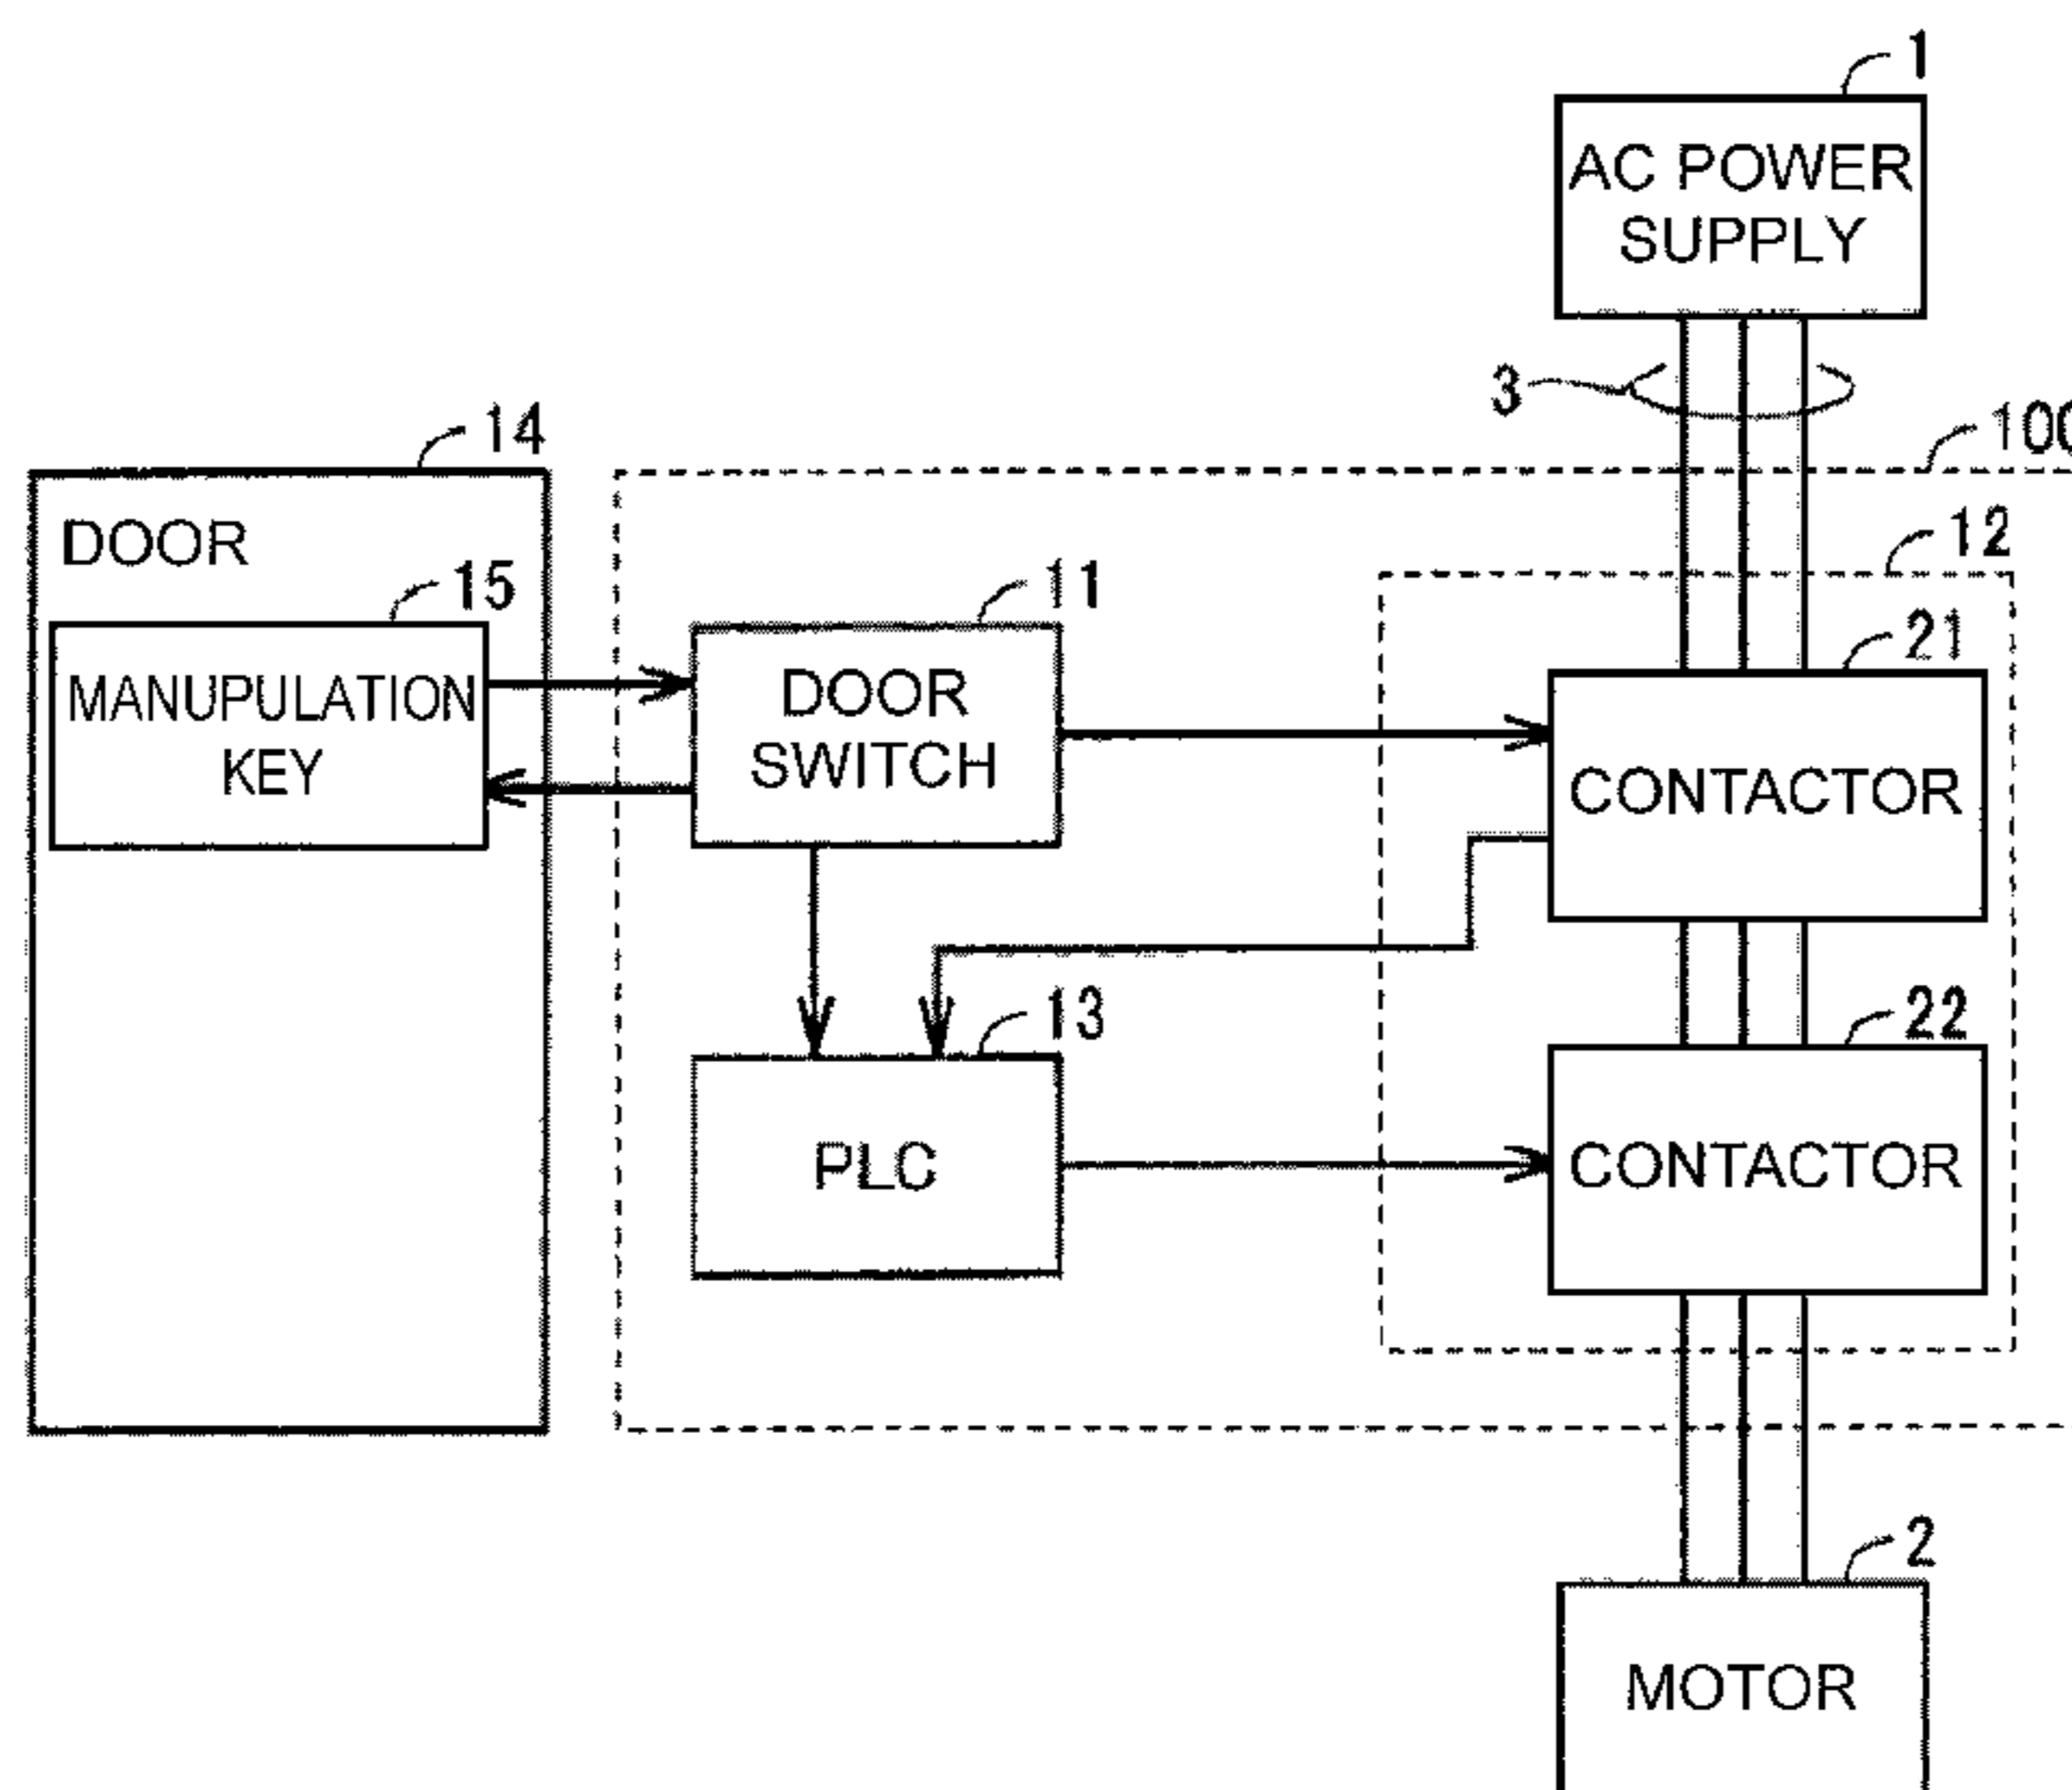 1
AC POWER
SUPPLY
3
100
14
DOOR
12
15
11
21
MANUPULATION
KEY
DOOR
SWITCH
CONTACTOR
13
22
PLC
CONTACTOR
2
MOTOR